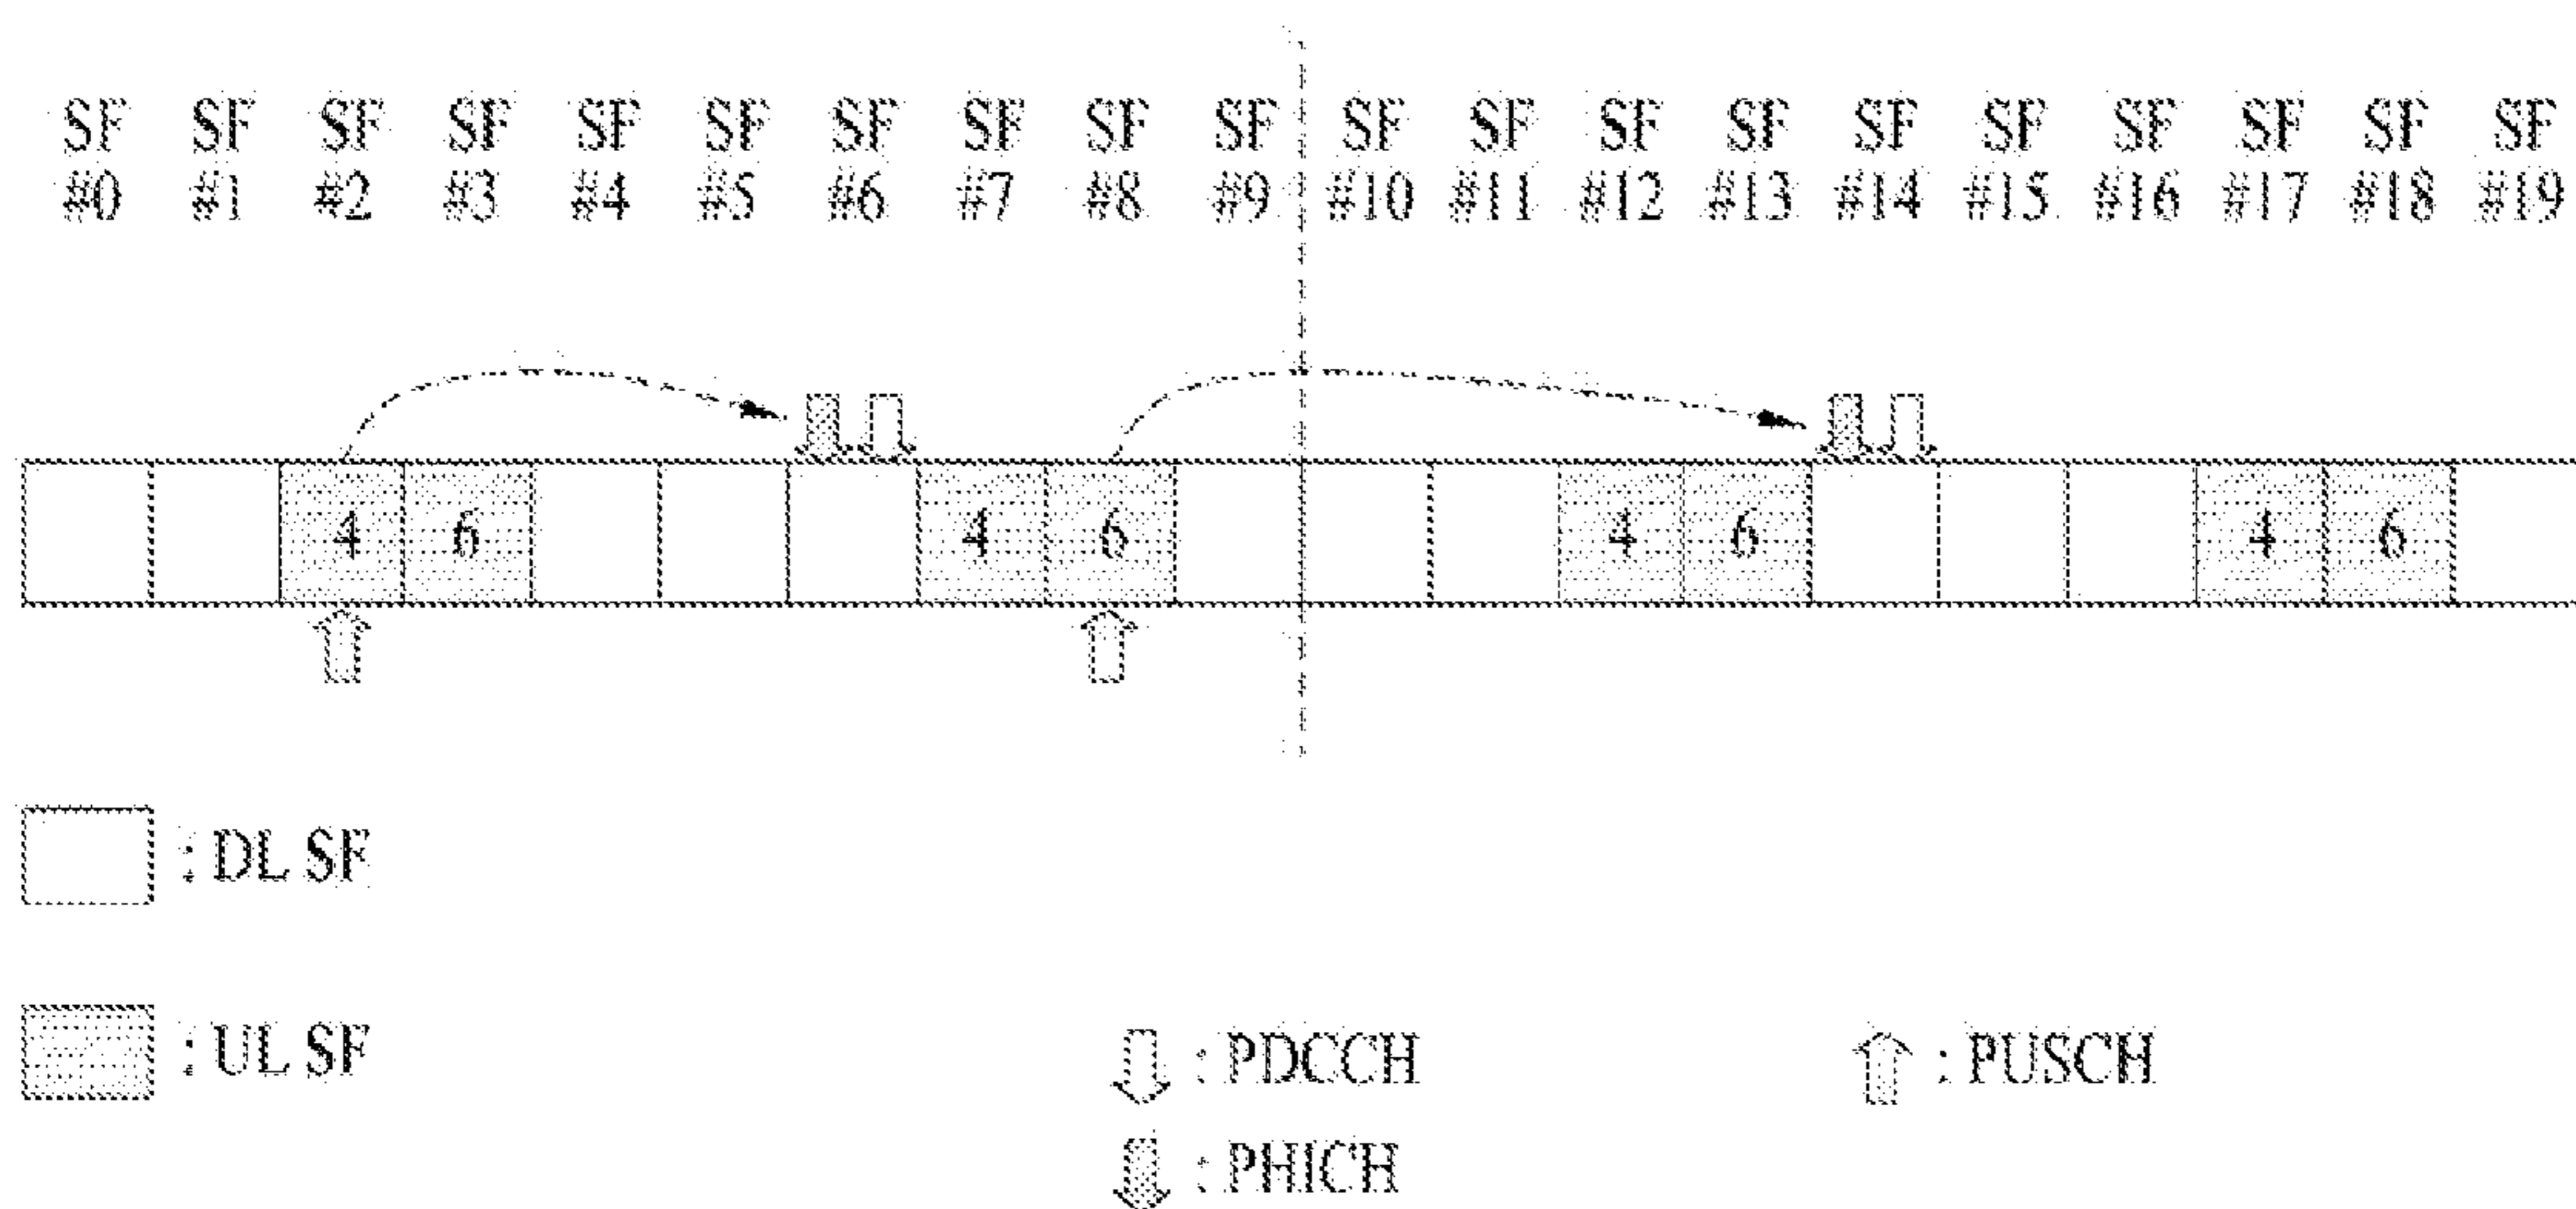 SF SF SF SF SF SF SF SF SF SF SF SF SF SF SF SF SF SF SF SF
#0 #1 #2 #3 #4 #5 #6 #7 #8 #9 #10 #11 #12 #13 #14 #15 #16 #17 #18 #19
4 6 4 6 4 6 4 6
: DL SF
: UL SF
: PDCCH
: PUSCH
: PHICH